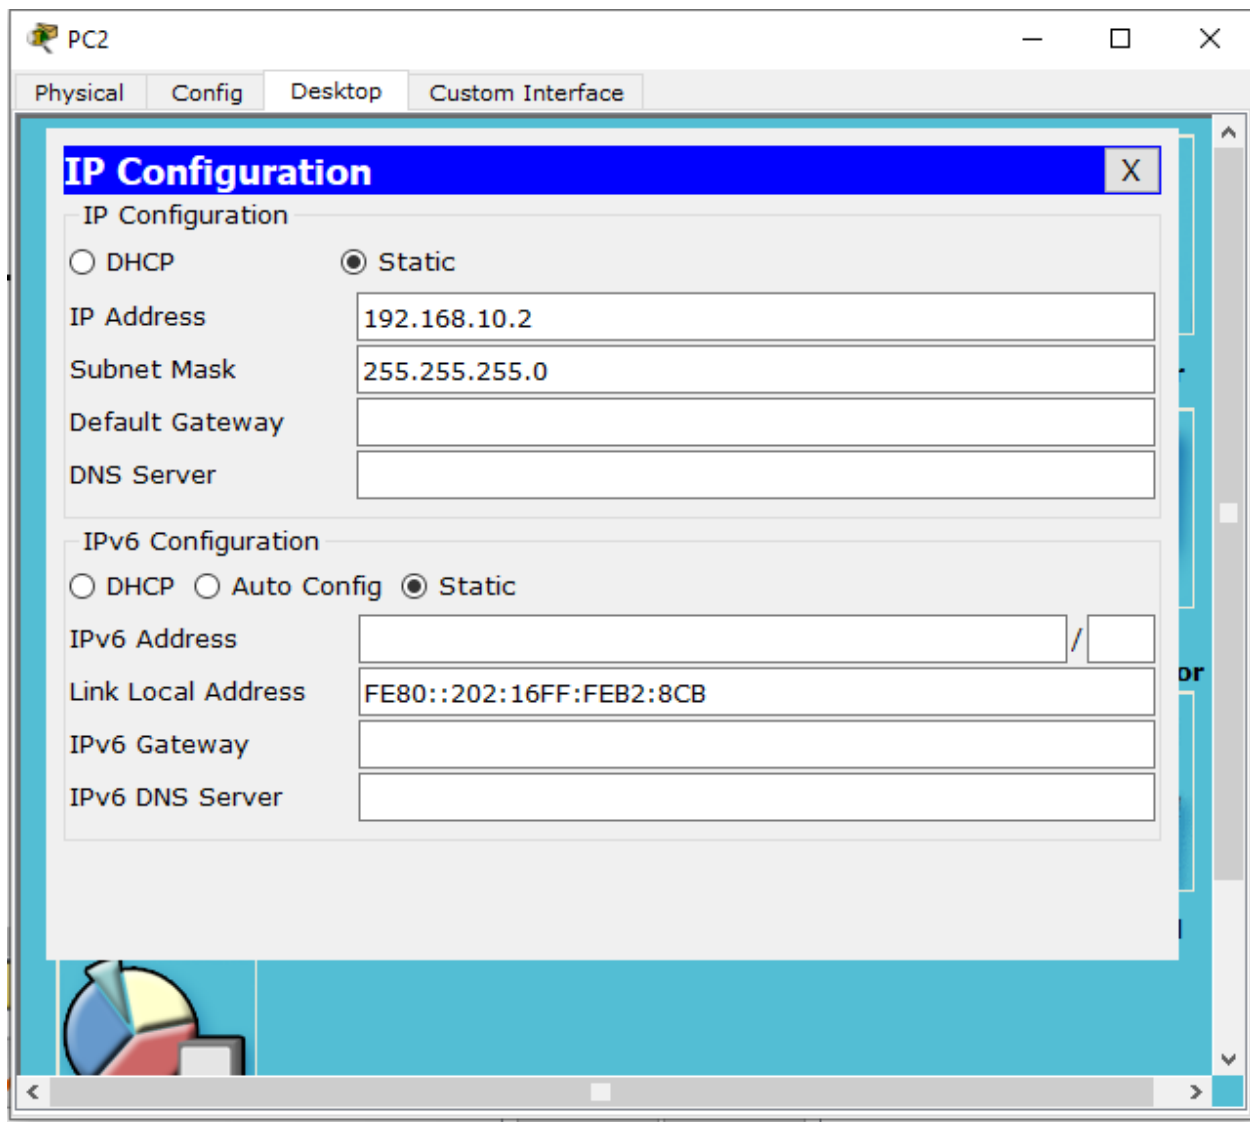 PC2
Physical Config Desktop Custom Interface
IP Configuration X
IP Configuration
DHCP Static
IP Address 192.168.10.2
Subnet Mask 255.255.255.0
Default Gateway
DNS Server
IPv6 Configuration
DHCP Auto Config Static
IPv6 Address /
Link Local Address FE80::202:16FF:FEB2:8CB
IPv6 Gateway
IPv6 DNS Server
or